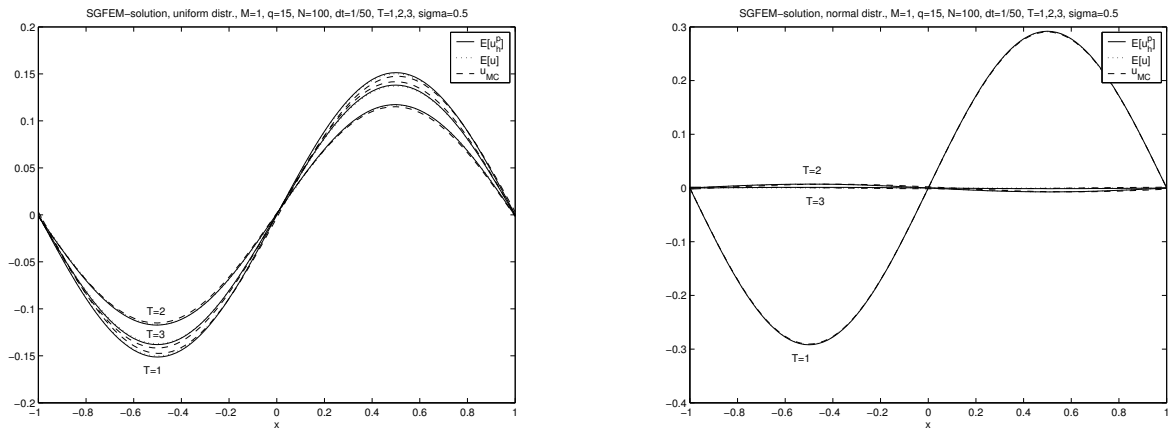 SGFEM-solution, uniform distr., M=1, q=15, N=100, dt=1/50, T=1,2,3, sigma=0.5
0.2
0.15
0.1
0.05
0
−0.05
−0.1
−0.15
−0.2
E[u_h^p]
E[u]
u_MC
T=2
T=3
T=1
−1 −0.8 −0.6 −0.4 −0.2 0 0.2 0.4 0.6 0.8 1
x
SGFEM-solution, normal distr., M=1, q=15, N=100, dt=1/50, T=1,2,3, sigma=0.5
0.3
0.2
0.1
0
−0.1
−0.2
−0.3
−0.4
E[u_h^p]
E[u]
u_MC
T=2
T=3
T=1
−1 −0.8 −0.6 −0.4 −0.2 0 0.2 0.4 0.6 0.8 1
x